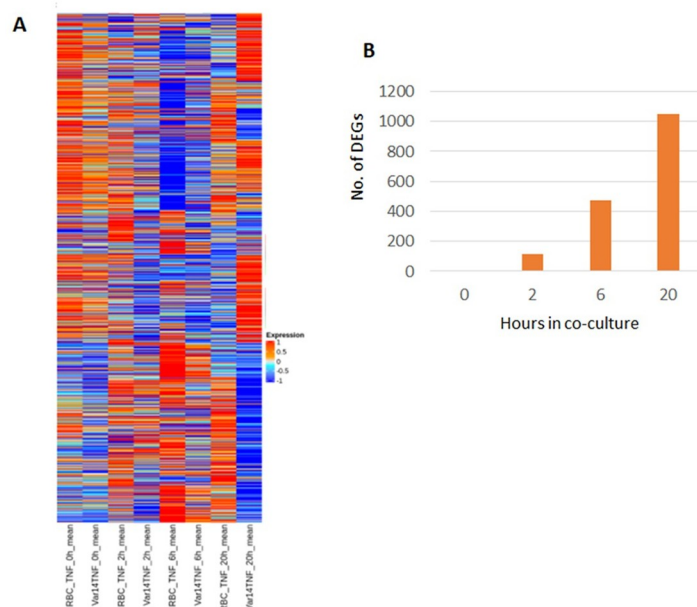 A
B
1200
1000
800
600
400
200
0
No. of DEGs
0 2 6 20
Hours in co-culture
Expression
1
0.5
0
-0.5
-1
RBC_TNF_0h_mean
Var14TNF_0h_mean
RBC_TNF_2h_mean
Var14TNF_2h_mean
RBC_TNF_6h_mean
Var14TNF_6h_mean
RBC_TNF_20h_mean
Var14TNF_20h_mean